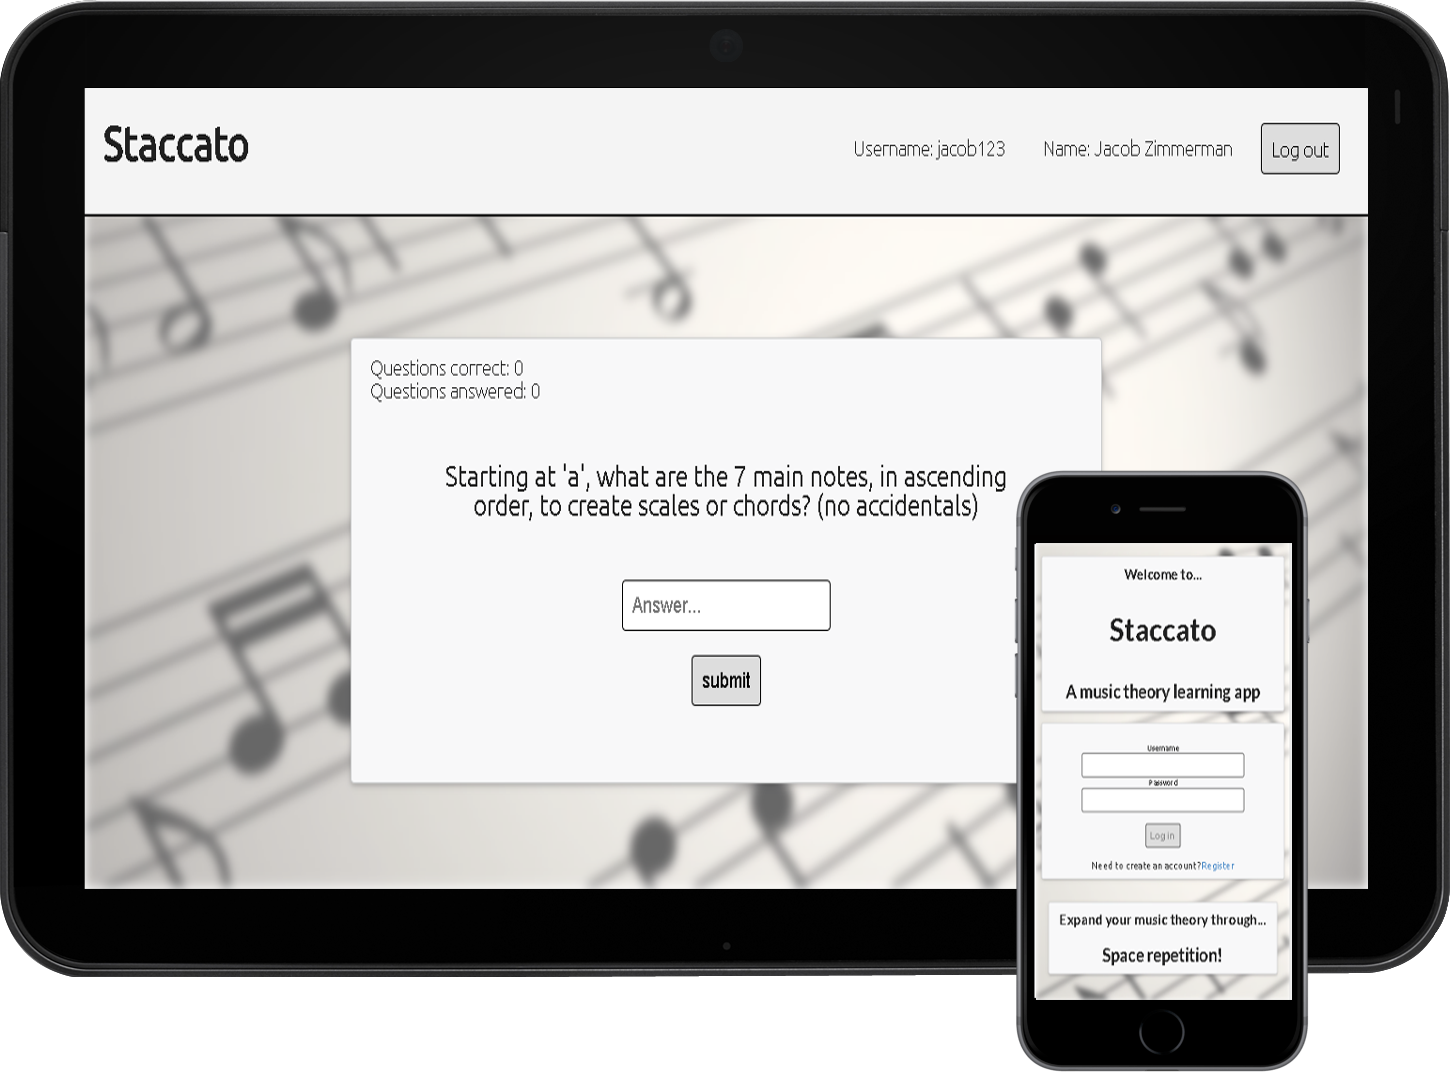 Staccato
Username: jacob123
Name: Jacob Zimmerman
Log out
Questions correct: 0
Questions answered: 0
Starting at 'a', what are the 7 main notes, in ascending
order, to create scales or chords? (no accidentals)
Answer...
submit
Welcome to...
Staccato
A music theory learning app
Username
Password
Log in
Need to create an account?Register
Expand your music theory through...
Space repetition!